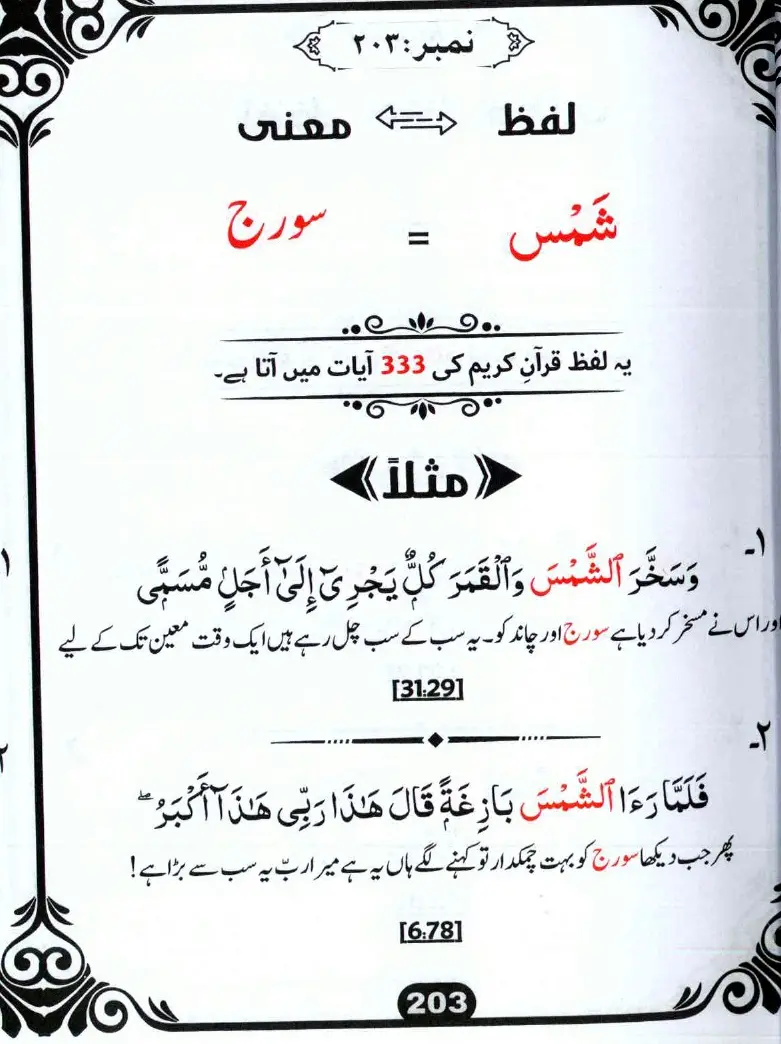 نمبر: ۲۰۳
لفظ ⇐⇒ معنی
شَمْس = سورج
یہ لفظ قرآنِ کریم کی 333 آیات میں آتا ہے۔
مثلاً
۱۔
وَسَخَّرَ ٱلشَّمْسَ وَٱلْقَمَرَ كُلٌّ يَجْرِىٓ إِلَىٰٓ أَجَلٍ مُّسَمًّى
اور اس نے مسخر کر دیا ہے سورج اور چاند کو۔ یہ سب کے سب چل رہے ہیں ایک وقت معین تک کے لیے
[31:29]
۲۔
فَلَمَّا رَءَا ٱلشَّمْسَ بَازِغَةً قَالَ هَٰذَا رَبِّى هَٰذَآ أَكْبَرُ ۖ
پھر جب دیکھا سورج کو بہت چمکدار تو کہنے لگے ہاں یہ ہے میرا ربّ یہ سب سے بڑا ہے!
[6:78]
203